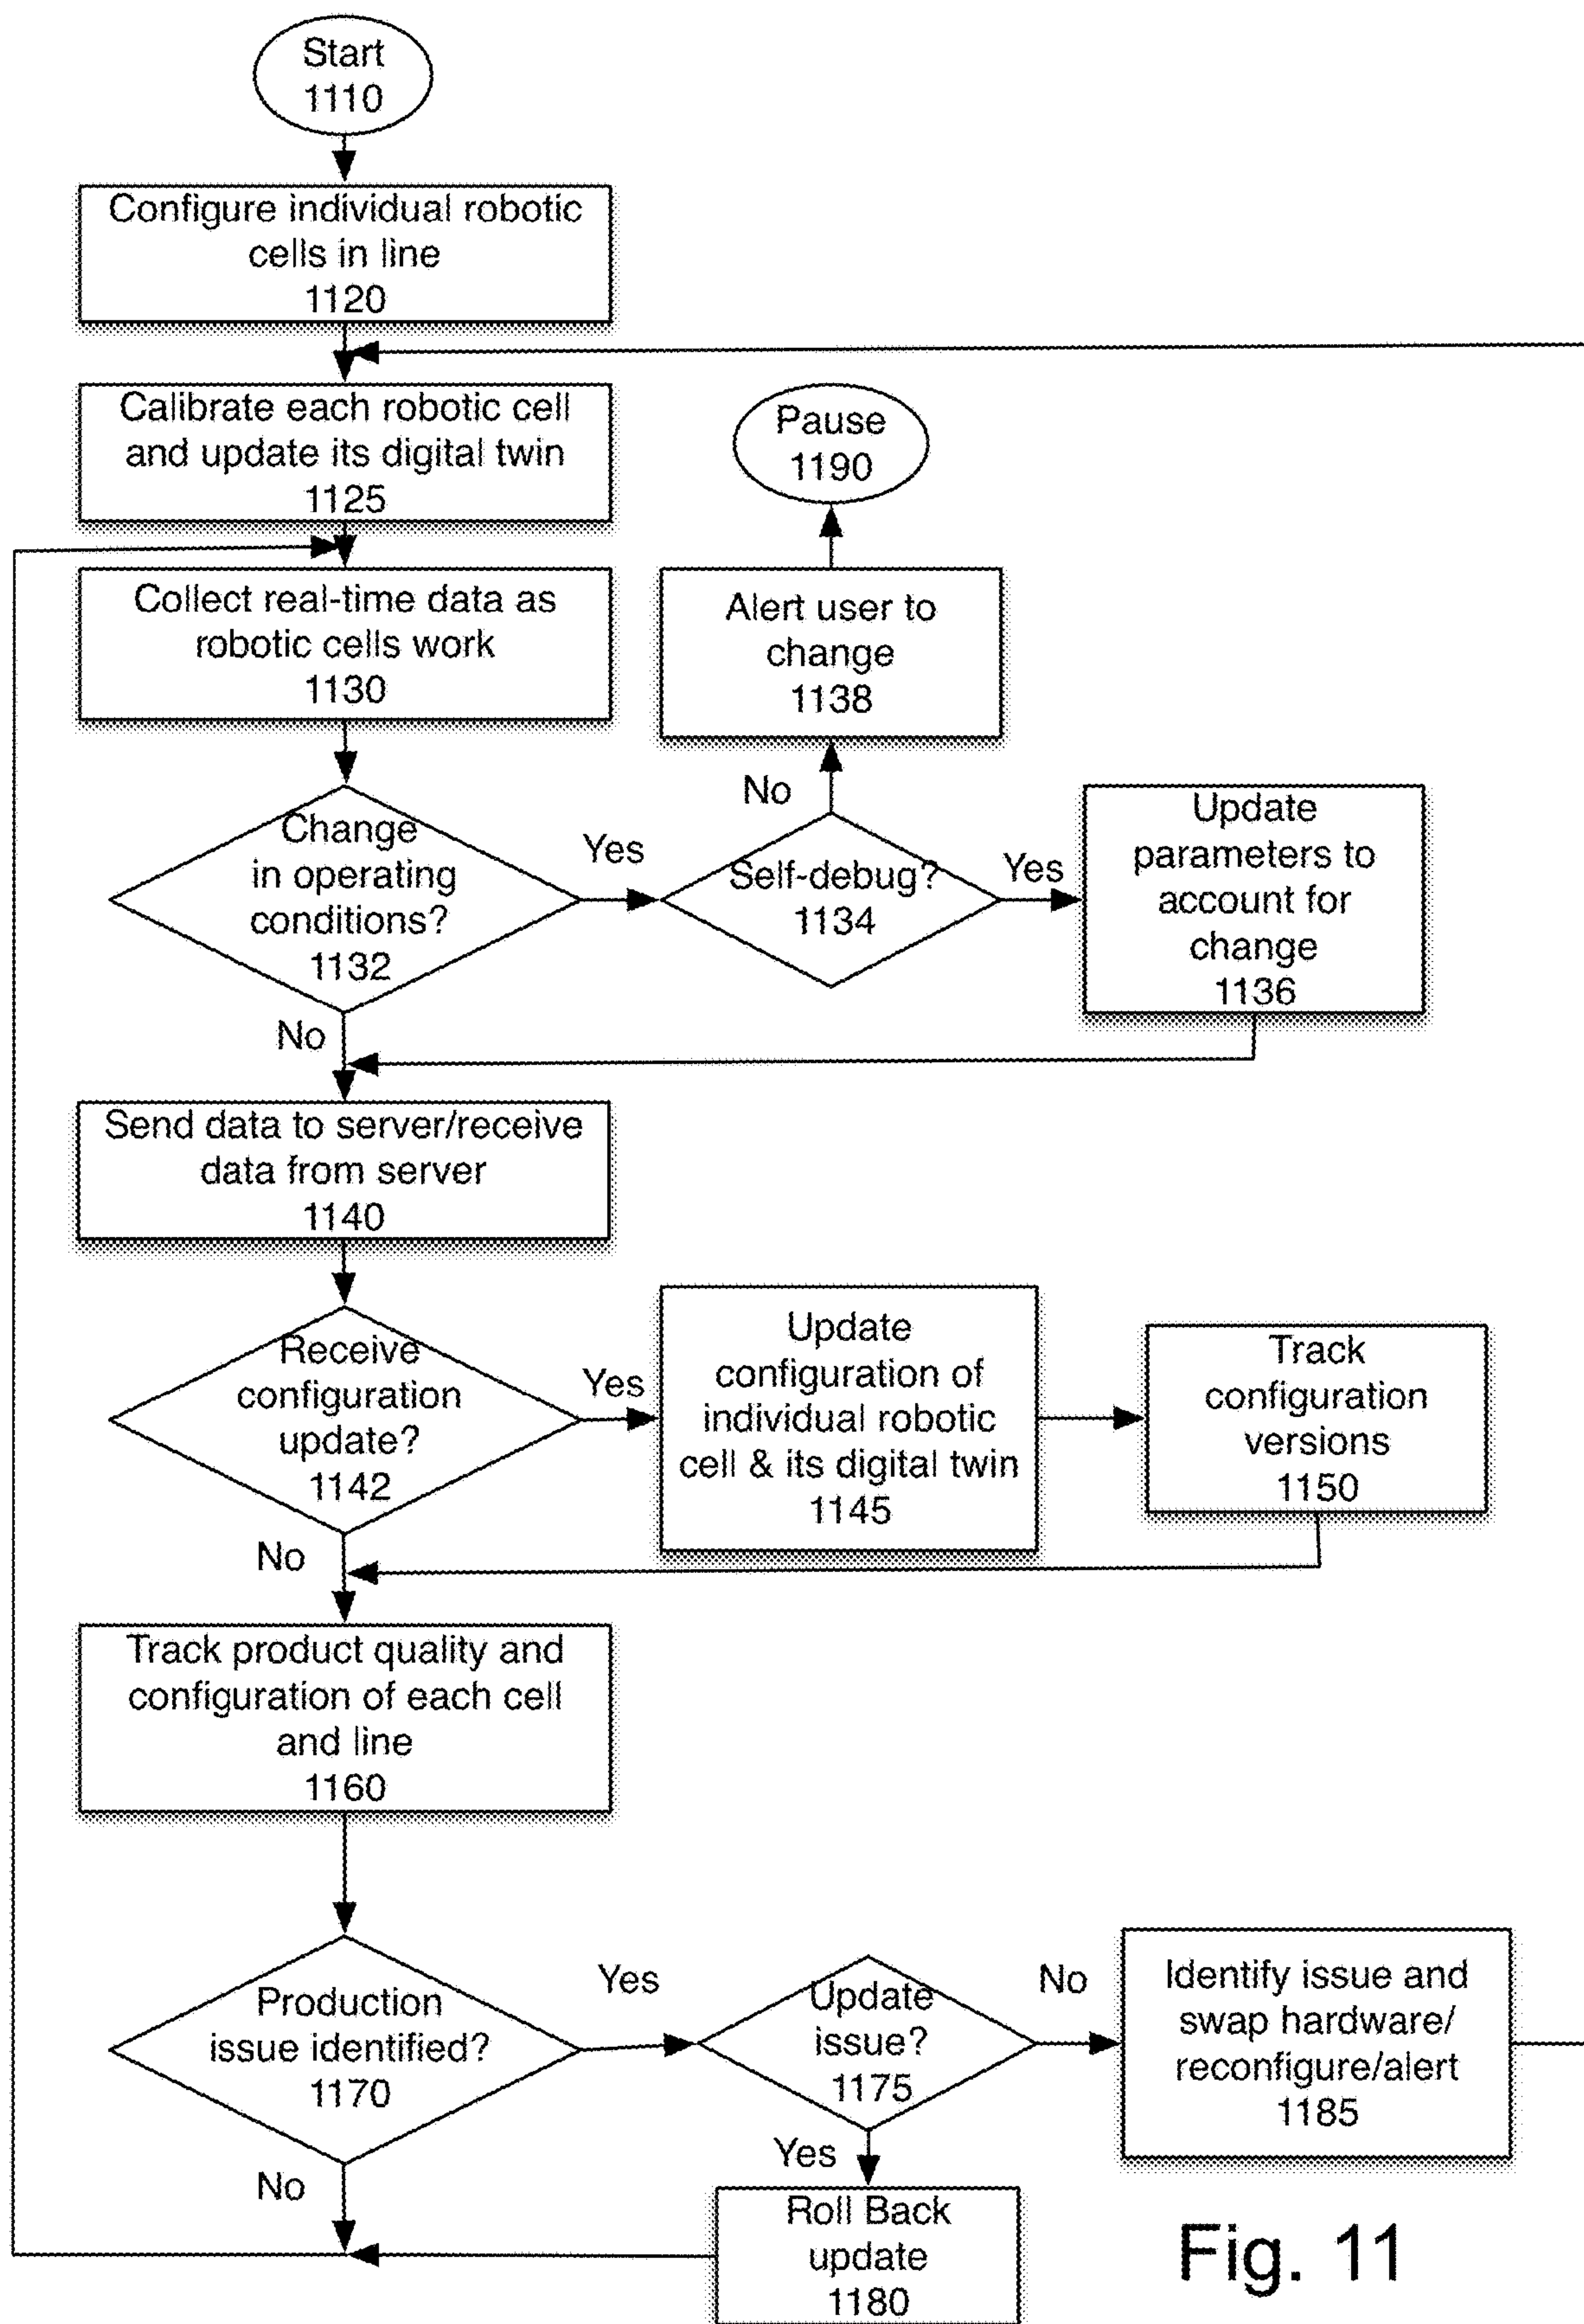 Start
1110
Configure individual robotic
cells in line
1120
Calibrate each robotic cell
and update its digital twin
1125
Pause
1190
Collect real-time data as
robotic cells work
1130
Alert user to
change
1138
No
Change
in operating
conditions?
1132
Yes
Self-debug?
1134
Yes
Update
parameters to
account for
change
1136
No
Send data to server/receive
data from server
1140
Receive
configuration
update?
1142
Yes
Update
configuration of
individual robotic
cell & its digital twin
1145
Track
configuration
versions
1150
No
Track product quality and
configuration of each cell
and line
1160
Production
issue identified?
1170
Yes
Update
issue?
1175
No
Identify issue and
swap hardware/
reconfigure/alert
1185
No
Yes
Roll Back
update
1180
Fig. 11